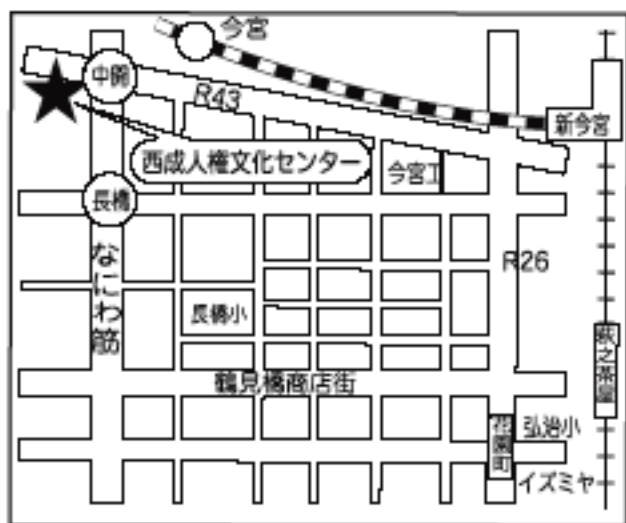 今宮
中開
R43
新今宮
西成人権文化センター
今宮工
長橋
なにわ筋
R26
長橋小
萩之茶屋
鶴見橋商店街
花園町
弘治小
イズミヤ